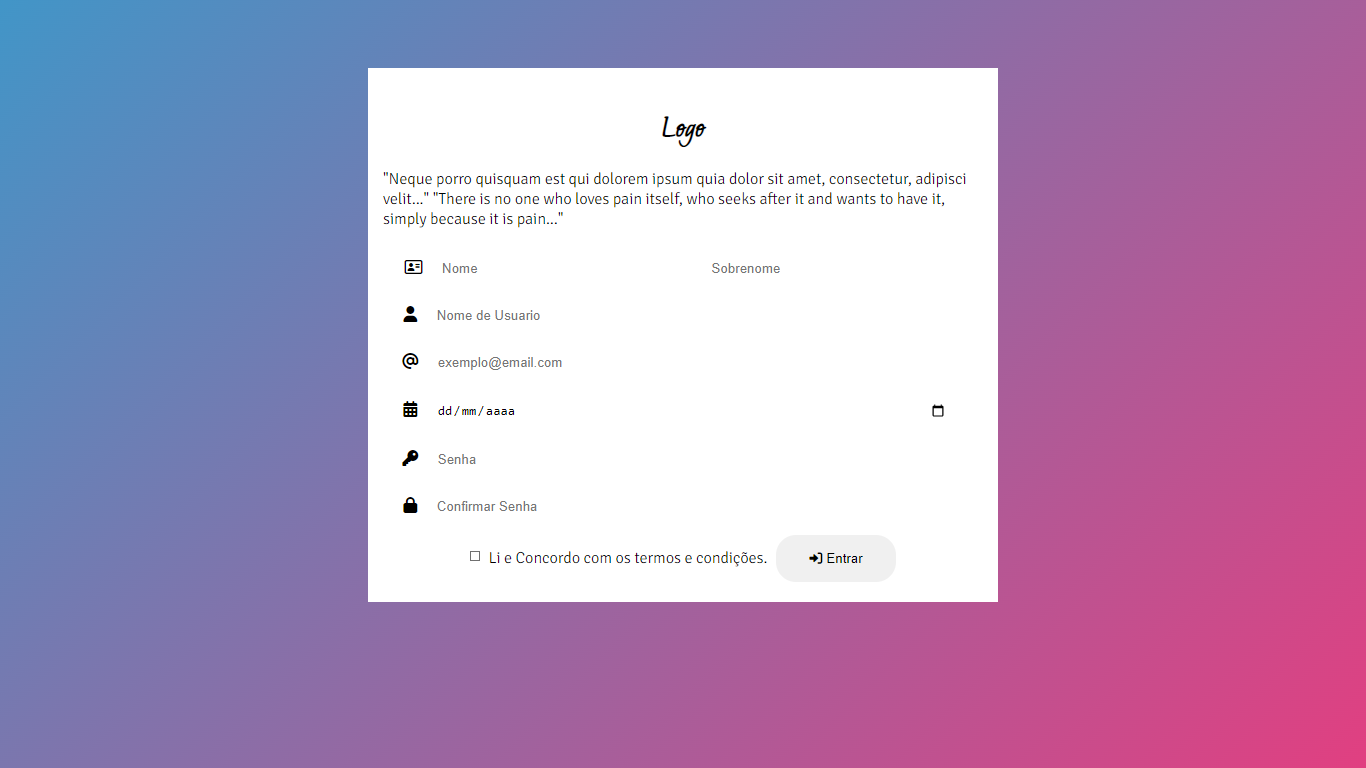 Logo
"Neque porro quisquam est qui dolorem ipsum quia dolor sit amet, consectetur, adipisci
velit..." "There is no one who loves pain itself, who seeks after it and wants to have it,
simply because it is pain..."
Nome Sobrenome
Nome de Usuario
exemplo@email.com
dd/mm/aaaa
Senha
Confirmar Senha
Li e Concordo com os termos e condições. Entrar